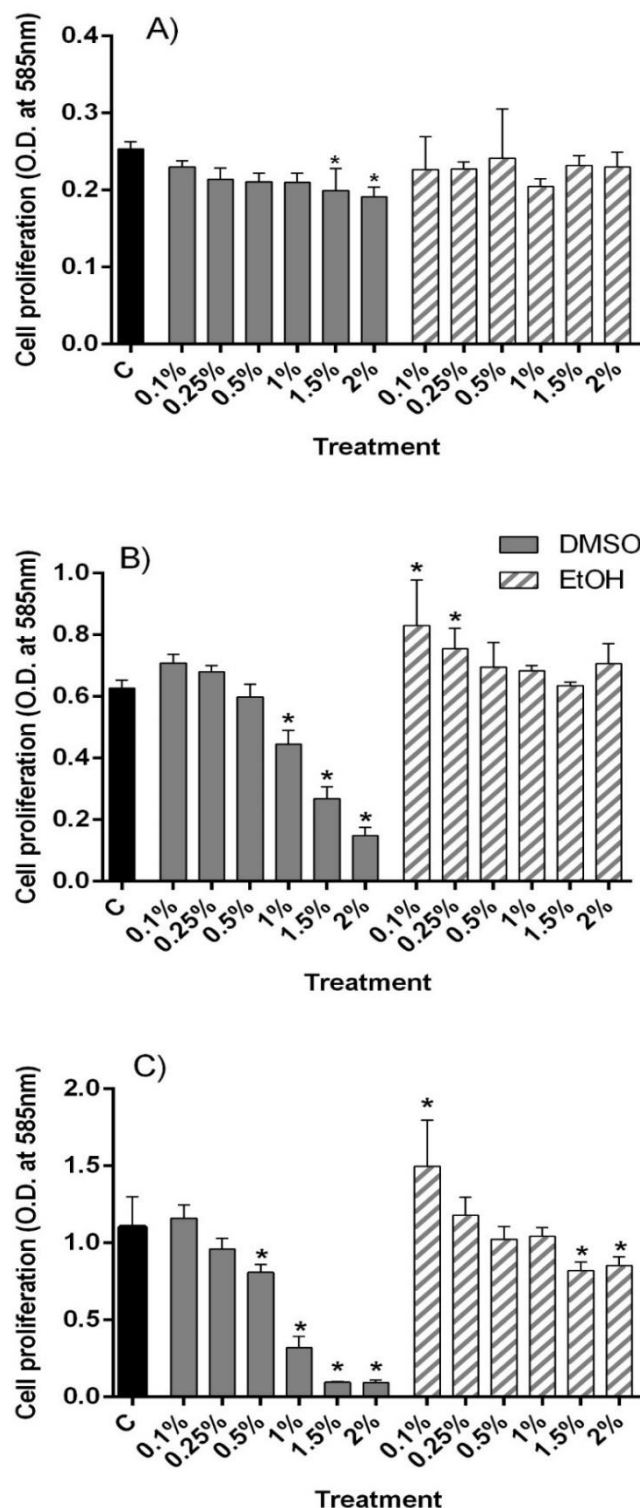 A)
Cell proliferation (O.D. at 585nm)
0.4
0.3
0.2
0.1
0.0
* *
C 0.1% 0.25% 0.5% 1% 1.5% 2% 0.1% 0.25% 0.5% 1% 1.5% 2%
Treatment
B)
DMSO
EtOH
Cell proliferation (O.D. at 585nm)
1.0
0.8
0.6
0.4
0.2
0.0
* * * * *
C 0.1% 0.25% 0.5% 1% 1.5% 2% 0.1% 0.25% 0.5% 1% 1.5% 2%
Treatment
C)
Cell proliferation (O.D. at 585nm)
2.0
1.5
1.0
0.5
0.0
* * * * * * *
C 0.1% 0.25% 0.5% 1% 1.5% 2% 0.1% 0.25% 0.5% 1% 1.5% 2%
Treatment